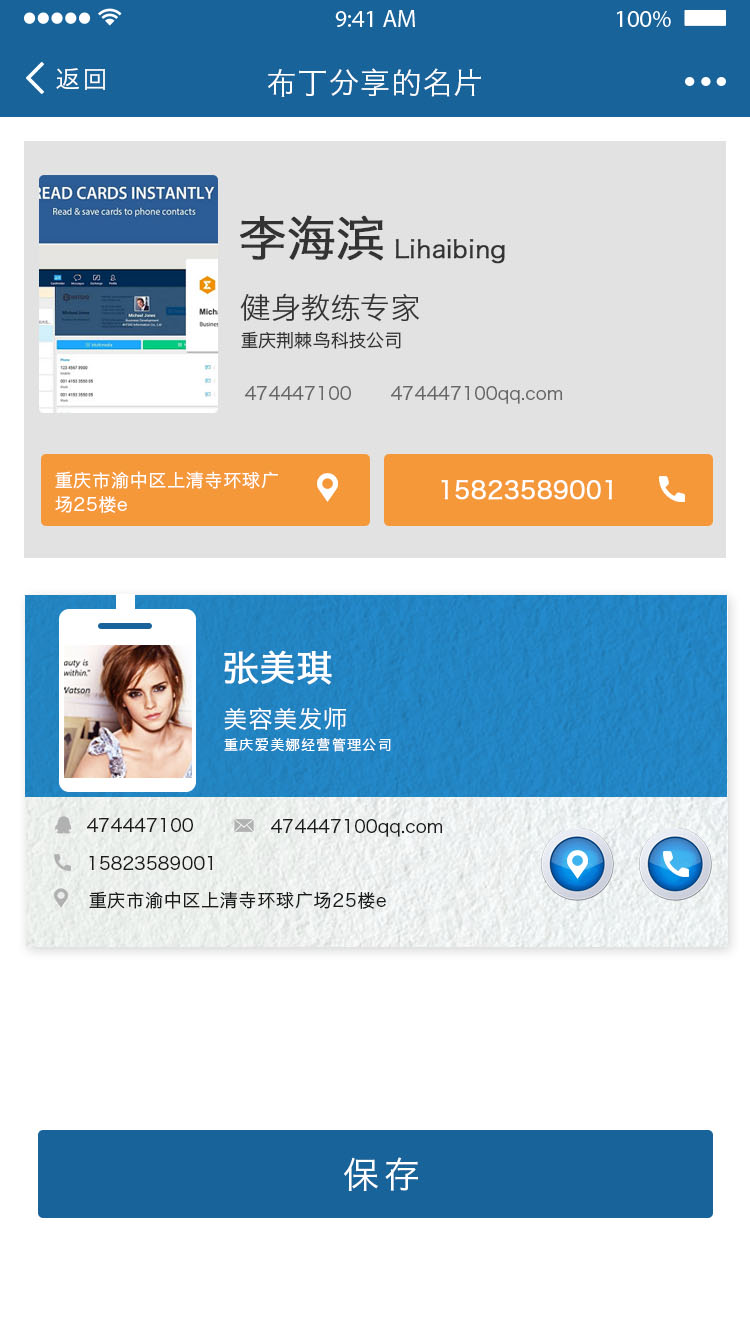 9:41 AM 100%
返回 布丁分享的名片
READ CARDS INSTANTLY
Read & save cards to phone contacts
李海滨 Lihaibing
健身教练专家
重庆荆棘鸟科技公司
474447100 474447100qq.com
重庆市渝中区上清寺环球广
场25楼e
15823589001
auty is
within."
Watson
张美琪
美容美发师
重庆爱美娜经营管理公司
474447100 474447100qq.com
15823589001
重庆市渝中区上清寺环球广场25楼e
保存